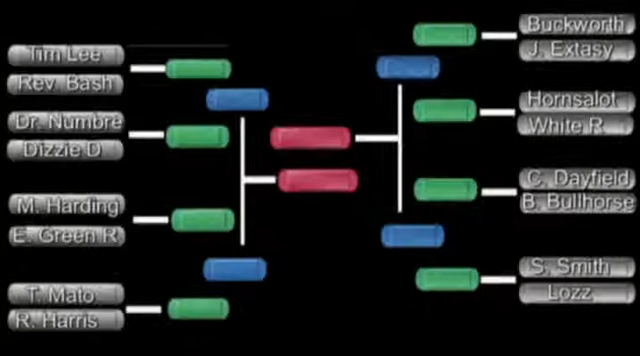 Tim Lee
Rev. Bash
Dr. Numbre
Dizzie D
M. Harding
E. Green R
T. Mato
R. Harris
Buckworth
J. Extasy
Hornsalot
White R
C. Dayfield
B. Bullhorse
S. Smith
Lozz